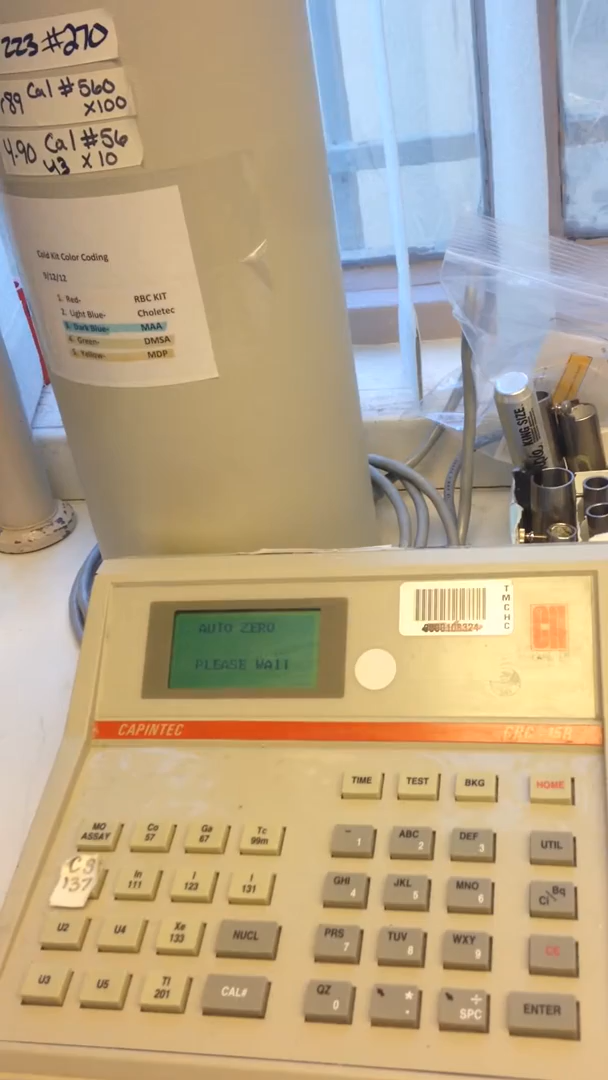 223 #270
r89 Cal #560
x100
Y-90 Cal #56
U3 X 10
Cold Kit Color Coding
9/12/12
1. Red- RBC KIT
2. Light Blue- Choletec
3. Dark Blue- MAA
4. Green- DMSA
5. Yellow- MDP
KING SIZE
AUTO ZERO
PLEASE WAIT
TMCHC
CAPINTEC
CRC-15R
TIME TEST BKG HOME
MO ASSAY Co 57 Ga 67 Tc 99m
- 1 ABC 2 DEF 3 UTIL
CS 137 In 111 I 123 I 131
GHI 4 JKL 5 MNO 6 Ci/Bq
U2 U4 Xe 133 NUCL
PRS 7 TUV 8 WXY 9 CE
U3 U5 Tl 201 CAL#
QZ 0 * . ÷ SPC ENTER